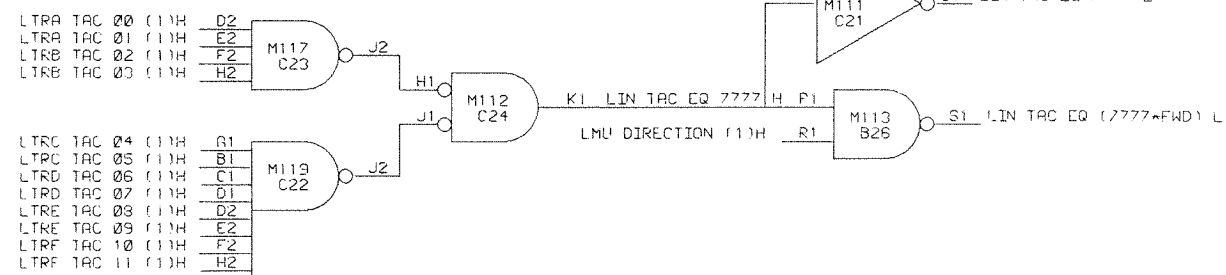 LTRA TAC 00 (1)H D2
LTRA TAC 01 (1)H E2
LTRB TAC 02 (1)H F2
LTRB TAC 03 (1)H H2
M117
C23
J2
H1
J1
M112
C24
K1 LIN TAC EQ 7777 H P1
LMU DIRECTION (1)H R1
M111
C21
M113
B26
S1 LIN TAC EQ (7777*FWD) L
LTRC TAC 04 (1)H A1
LTRC TAC 05 (1)H B1
LTRD TAC 06 (1)H C1
LTRD TAC 07 (1)H D1
LTRE TAC 08 (1)H D2
LTRE TAC 09 (1)H E2
LTRF TAC 10 (1)H F2
LTRF TAC 11 (1)H H2
M119
C22
J2